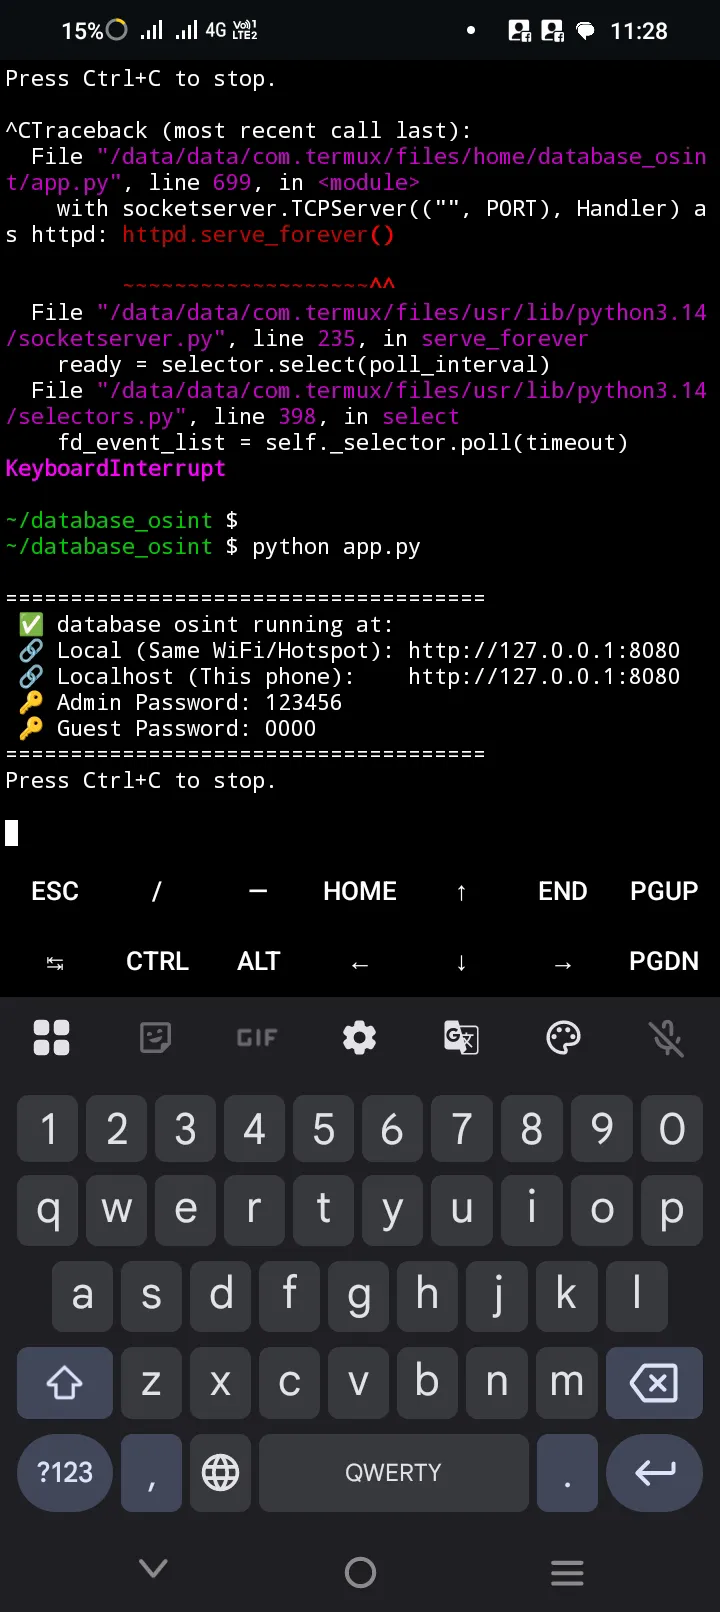 15% 4G Vo)) 1 LTE2 11:28
Press Ctrl+C to stop.
^CTraceback (most recent call last):
  File "/data/data/com.termux/files/home/database_osin
t/app.py", line 699, in <module>
    with socketserver.TCPServer(("", PORT), Handler) a
s httpd: httpd.serve_forever()
         ~~~~~~~~~~~~~~~~~~~^^
  File "/data/data/com.termux/files/usr/lib/python3.14
/socketserver.py", line 235, in serve_forever
    ready = selector.select(poll_interval)
  File "/data/data/com.termux/files/usr/lib/python3.14
/selectors.py", line 398, in select
    fd_event_list = self._selector.poll(timeout)
KeyboardInterrupt
~/database_osint $
~/database_osint $ python app.py
=====================================
✅ database osint running at:
🔗 Local (Same WiFi/Hotspot): http://127.0.0.1:8080
🔗 Localhost (This phone):    http://127.0.0.1:8080
🔑 Admin Password: 123456
🔑 Guest Password: 0000
=====================================
Press Ctrl+C to stop.
ESC / — HOME ↑ END PGUP
↹ CTRL ALT ← ↓ → PGDN
GIF G文
1 2 3 4 5 6 7 8 9 0
q w e r t y u i o p
a s d f g h j k l
z x c v b n m
?123 , QWERTY .